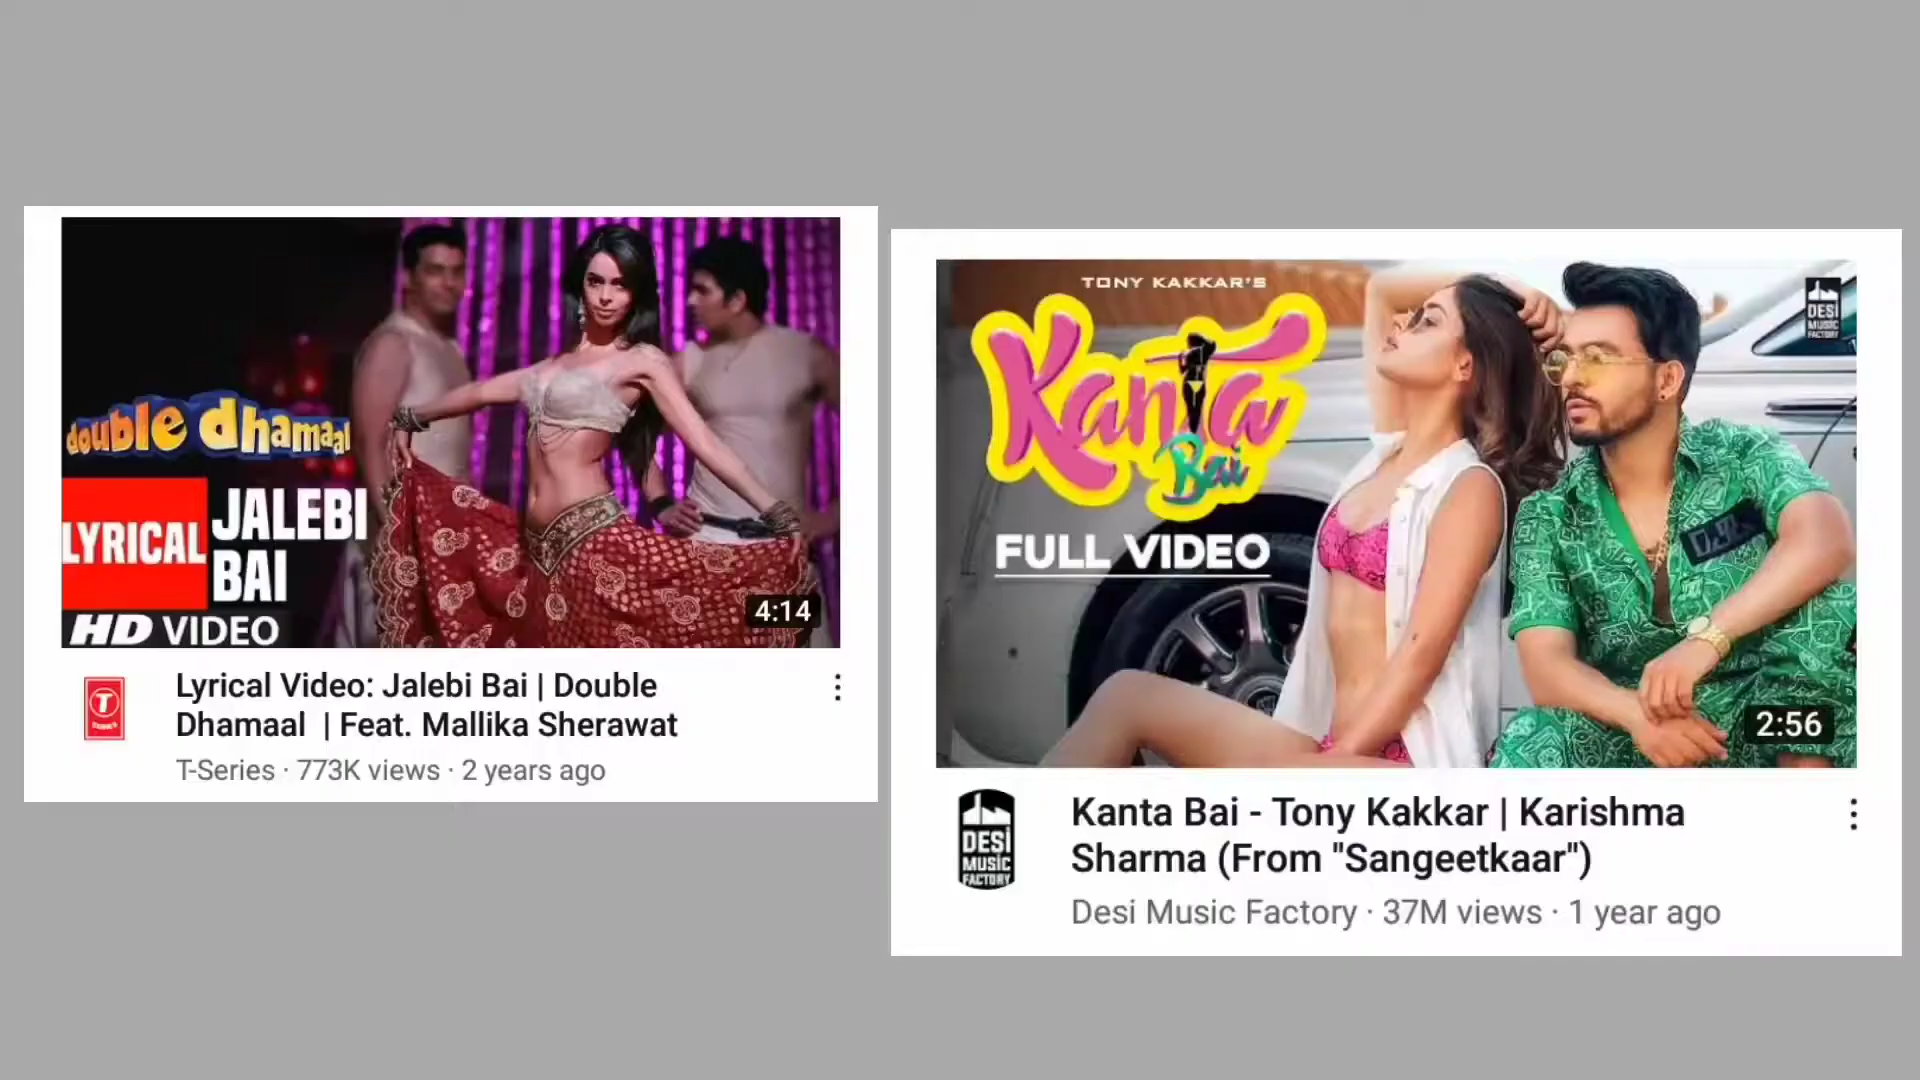 double dhamaal
LYRICAL
JALEBI
BAI
HD VIDEO
4:14
Lyrical Video: Jalebi Bai | Double
Dhamaal | Feat. Mallika Sherawat
T-Series · 773K views · 2 years ago
TONY KAKKAR'S
Kanta
Bai
FULL VIDEO
DESI
MUSIC
FACTORY
2:56
DESI
MUSIC
FACTORY
Kanta Bai - Tony Kakkar | Karishma
Sharma (From "Sangeetkaar")
Desi Music Factory · 37M views · 1 year ago